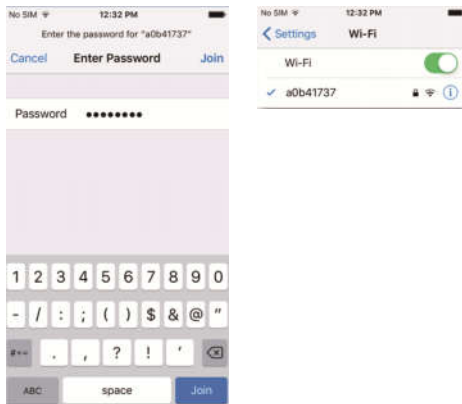 No SIM 12:32 PM
Enter the password for "a0b41737"
Cancel Enter Password Join
Password ●●●●●●●●
1 2 3 4 5 6 7 8 9 0
- / : ; ( ) $ & @ "
#+= . , ? ! '
ABC space Join
No SIM 12:32 PM
Settings Wi-Fi
Wi-Fi
a0b41737